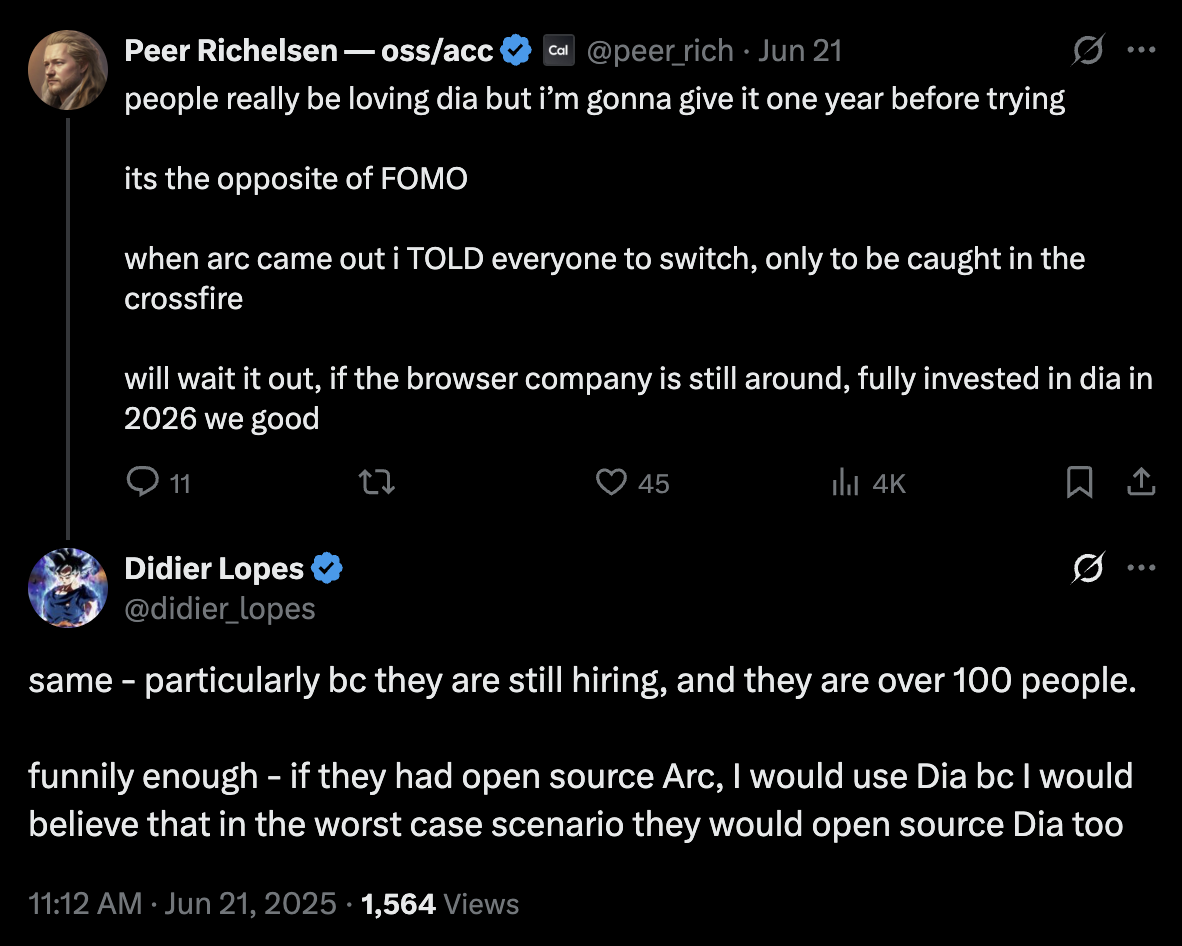 Peer Richelsen — oss/acc Cal @peer_rich · Jun 21
people really be loving dia but i’m gonna give it one year before trying
its the opposite of FOMO
when arc came out i TOLD everyone to switch, only to be caught in the
crossfire
will wait it out, if the browser company is still around, fully invested in dia in
2026 we good
11 45 4K
Didier Lopes
@didier_lopes
same - particularly bc they are still hiring, and they are over 100 people.
funnily enough - if they had open source Arc, I would use Dia bc I would
believe that in the worst case scenario they would open source Dia too
11:12 AM · Jun 21, 2025 · 1,564 Views